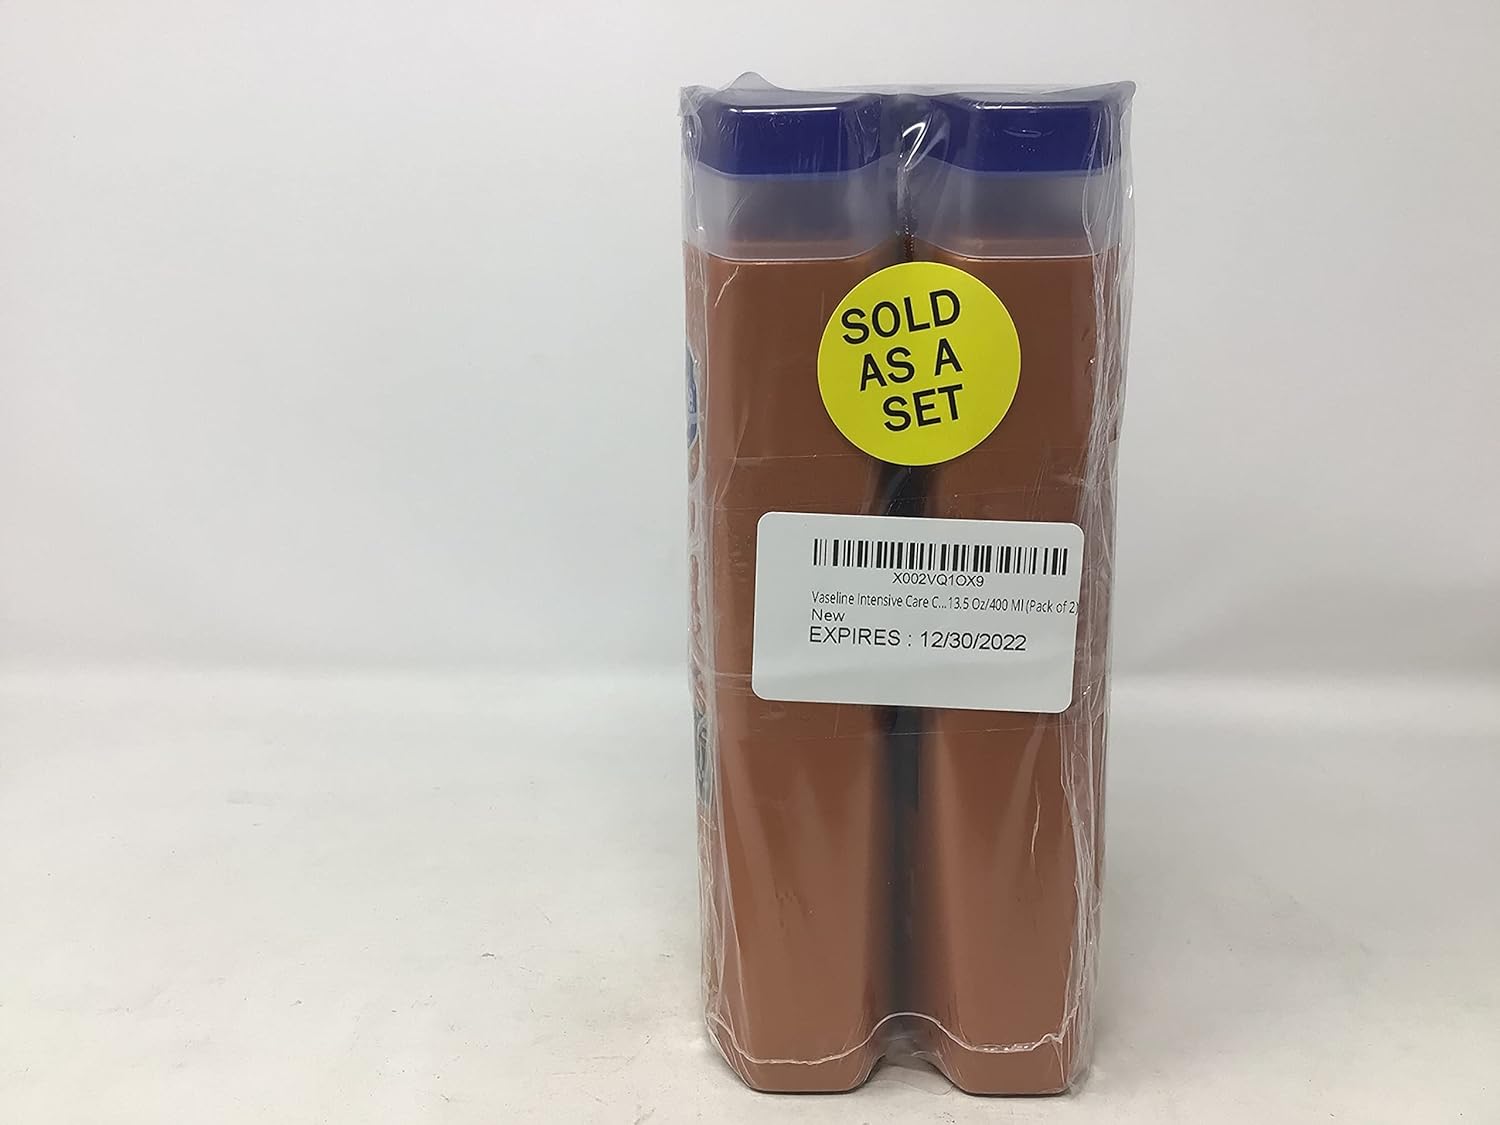 SOLD
AS A
SET
X002VQ1OX9
Vaseline Intensive Care C...13.5 Oz/400 Ml (Pack of 2)
New
EXPIRES : 12/30/2022